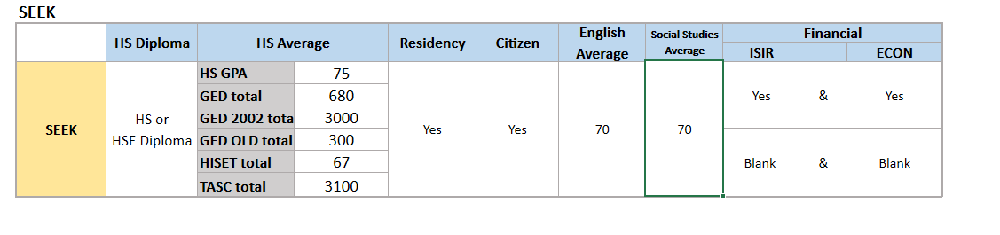 SEEK
HS Diploma HS Average Residency Citizen English Average Social Studies Average Financial
ISIR ECON
SEEK HS or HSE Diploma Yes Yes 70 70
HS GPA 75
GED total 680
GED 2002 tota 3000
GED OLD total 300
HISET total 67
TASC total 3100
Yes & Yes
Blank & Blank